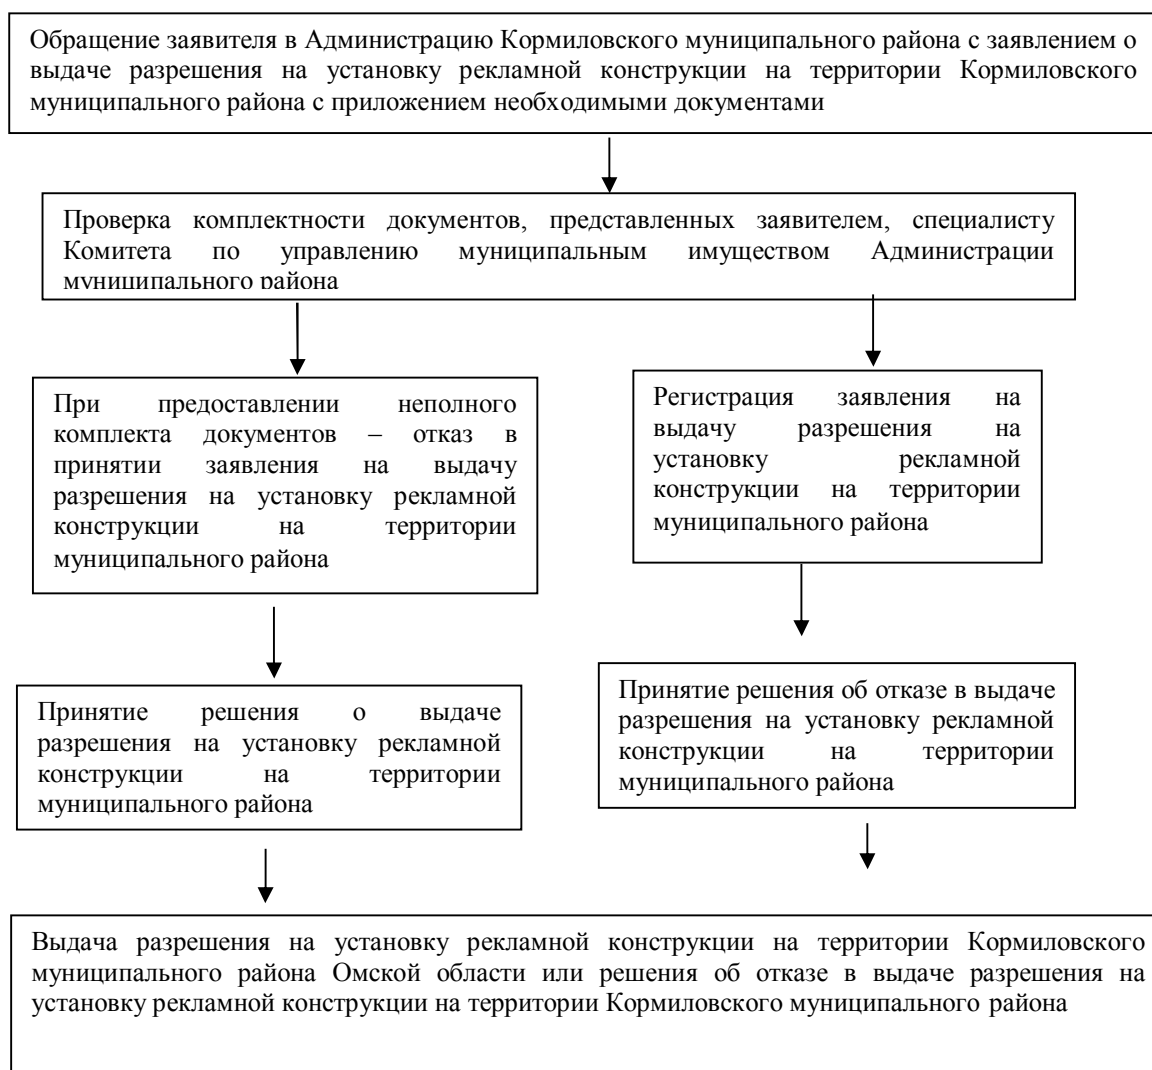 Обращение заявителя в Администрацию Кормиловского муниципального района с заявлением о
выдаче разрешения на установку рекламной конструкции на территории Кормиловского
муниципального района с приложением необходимыми документами
Проверка комплектности документов, представленных заявителем, специалисту
Комитета по управлению муниципальным имуществом Администрации
муниципального района
При предоставлении неполного
комплекта документов – отказ в
принятии заявления на выдачу
разрешения на установку рекламной
конструкции на территории
муниципального района
Регистрация заявления на
выдачу разрешения на
установку рекламной
конструкции на территории
муниципального района
Принятие решения о выдаче
разрешения на установку рекламной
конструкции на территории
муниципального района
Принятие решения об отказе в выдаче
разрешения на установку рекламной
конструкции на территории
муниципального района
Выдача разрешения на установку рекламной конструкции на территории Кормиловского
муниципального района Омской области или решения об отказе в выдаче разрешения на
установку рекламной конструкции на территории Кормиловского муниципального района